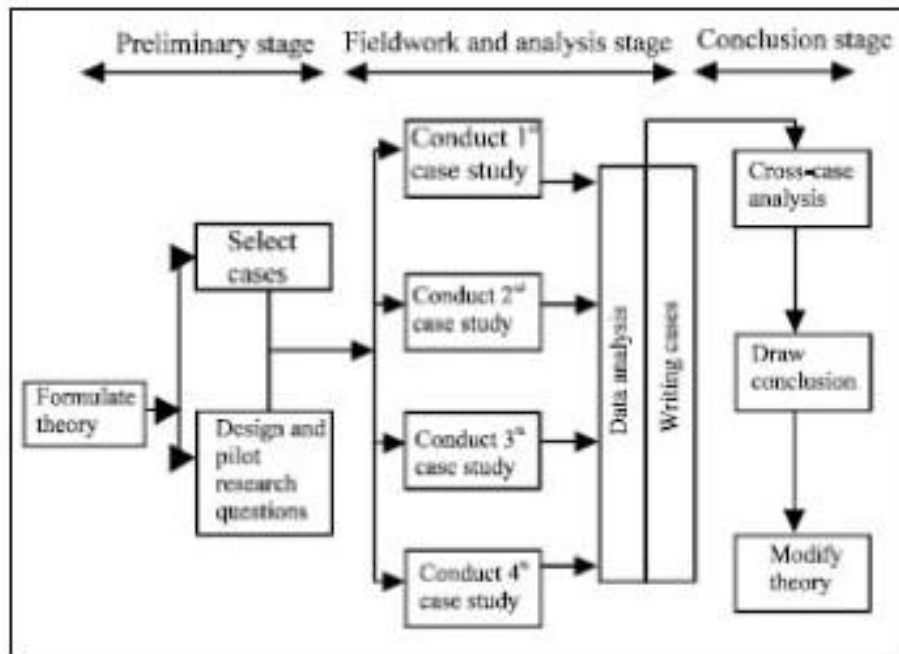 Preliminary stage
Fieldwork and analysis stage
Conclusion stage
Formulate
theory
Select
cases
Design and
pilot
research
questions
Conduct 1st
case study
Conduct 2nd
case study
Conduct 3th
case study
Conduct 4th
case study
Data analysis
Writing cases
Cross-case
analysis
Draw
conclusion
Modify
theory